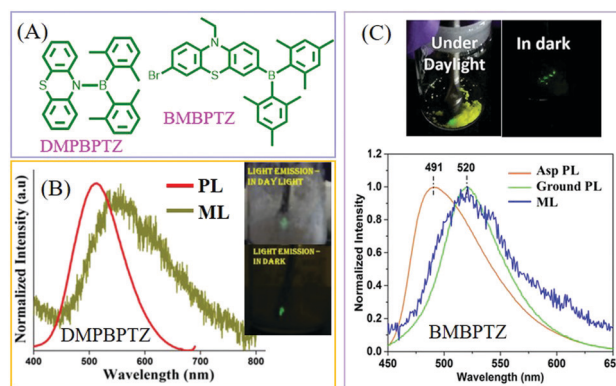 (A)
S
N
B
DMPBPTZ
N
Br
S
B
BMBPTZ
(B)
PL
ML
LIGHT EMISSION –
IN DAY LIGHT
LIGHT EMISSION –
IN DARK
Normalized Intensity (a.u)
DMPBPTZ
400 500 600 700 800
Wavelength (nm)
(C)
Under
Daylight
In dark
491 520
Asp PL
Ground PL
ML
Normalized Intensity
1.0
0.8
0.6
0.4
0.2
0.0
BMBPTZ
450 500 550 600 650
Wavelength (nm)